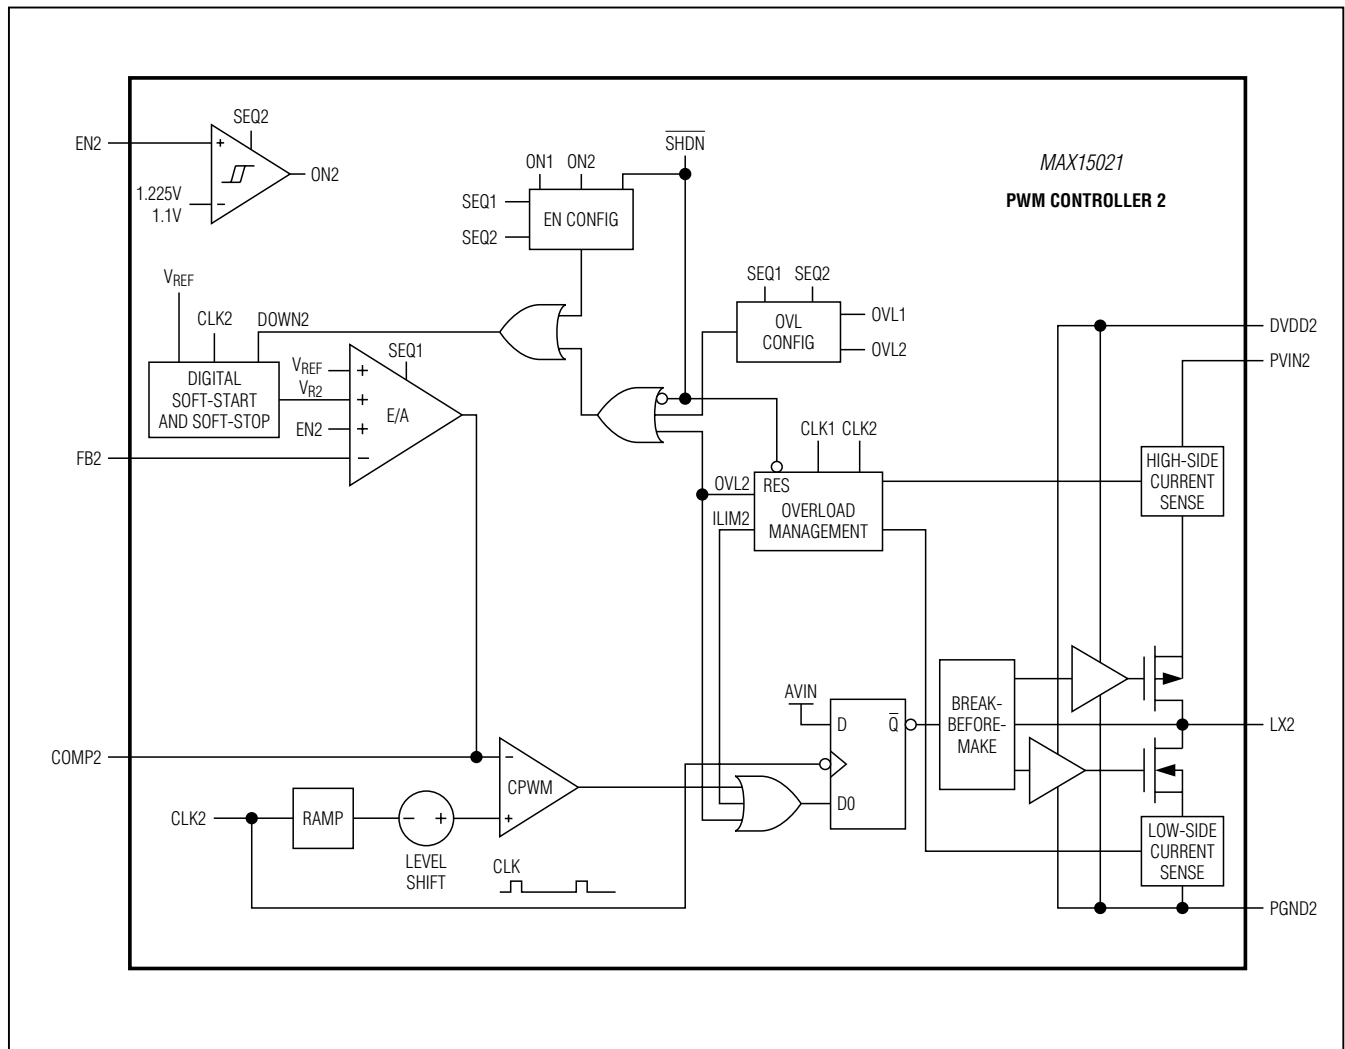 SEQ2
EN2
ON2
1.225V
1.1V
SHDN
ON1 ON2
SEQ1
SEQ2
EN CONFIG
MAX15021
PWM CONTROLLER 2
VREF
CLK2
DOWN2
DIGITAL
SOFT-START
AND SOFT-STOP
SEQ1
VREF
VR2
EN2
E/A
FB2
SEQ1 SEQ2
OVL
CONFIG
OVL1
OVL2
DVDD2
PVIN2
CLK1 CLK2
OVL2
ILIM2
RES
OVERLOAD
MANAGEMENT
HIGH-SIDE
CURRENT
SENSE
AVIN
D
Q
D0
BREAK-
BEFORE-
MAKE
LX2
COMP2
CPWM
CLK2
RAMP
LEVEL
SHIFT
CLK
LOW-SIDE
CURRENT
SENSE
PGND2